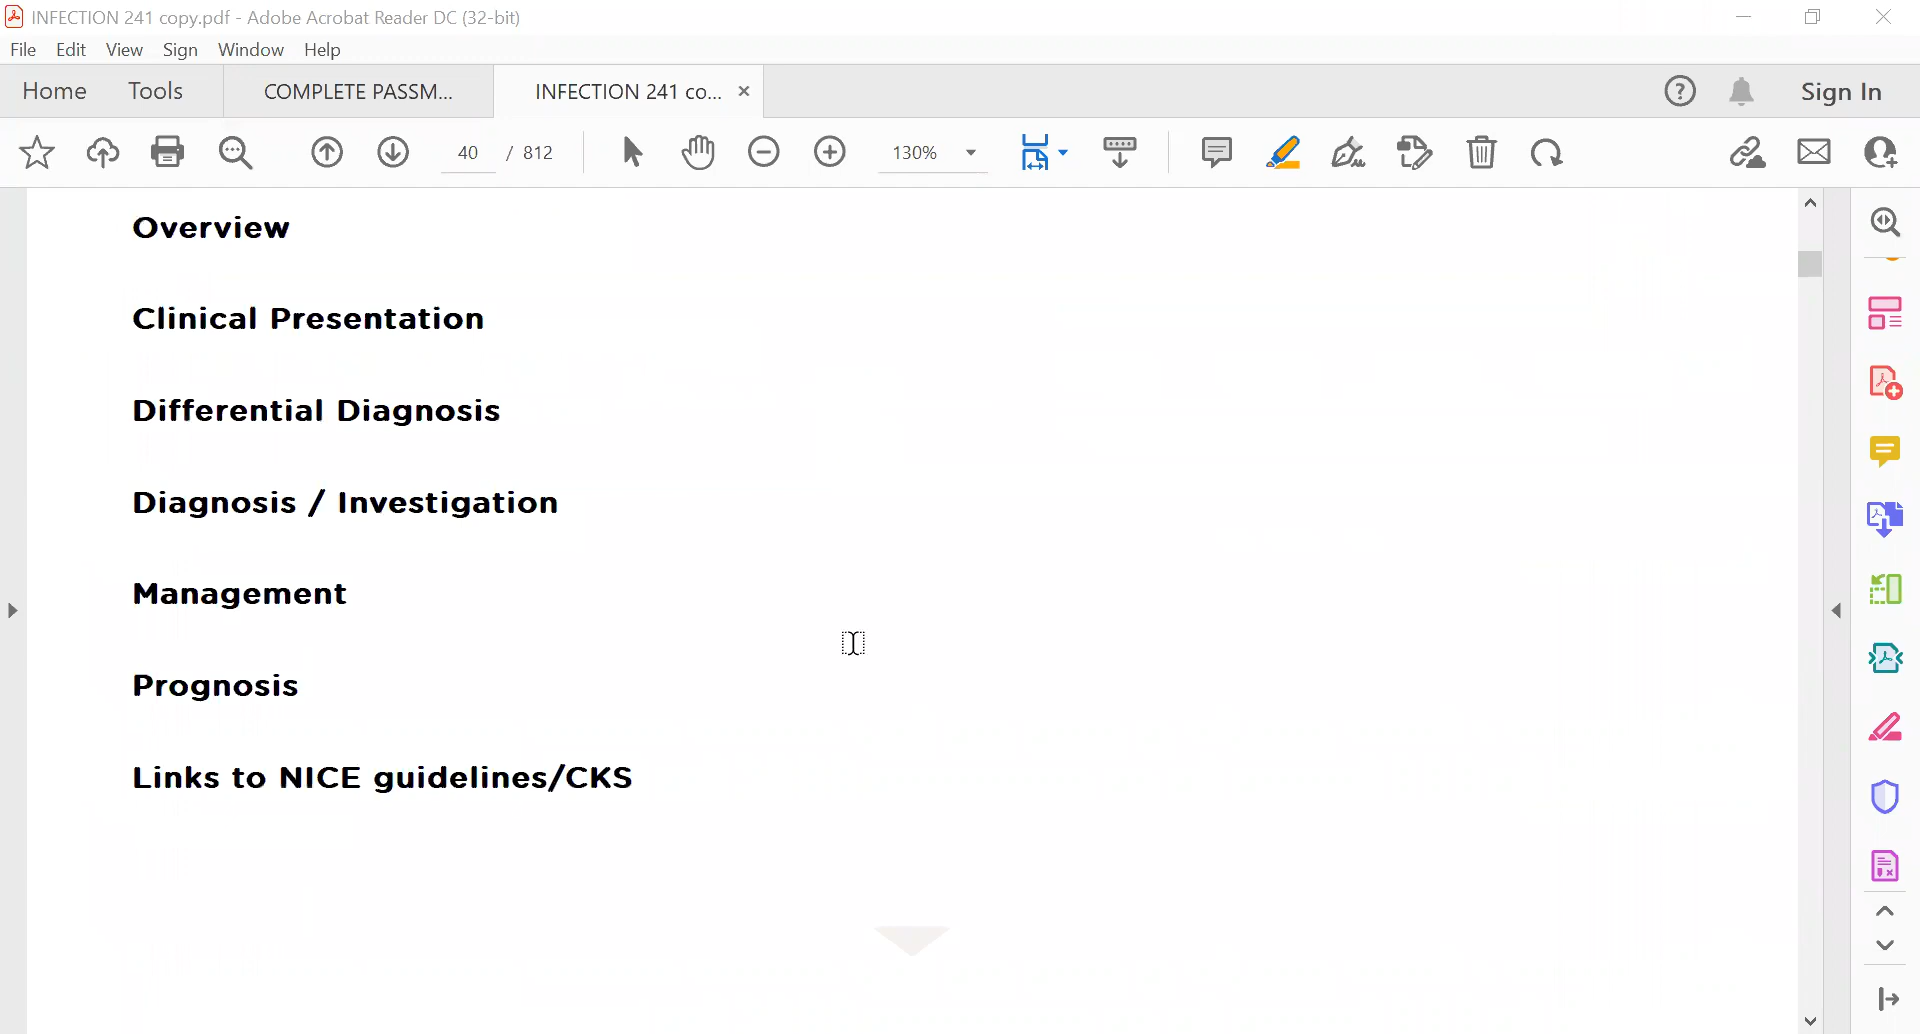 INFECTION 241 copy.pdf - Adobe Acrobat Reader DC (32-bit)
File Edit View Sign Window Help
Home Tools COMPLETE PASSM... INFECTION 241 co... × Sign In
40 / 812 130%
Overview
Clinical Presentation
Differential Diagnosis
Diagnosis / Investigation
Management
Prognosis
Links to NICE guidelines/CKS